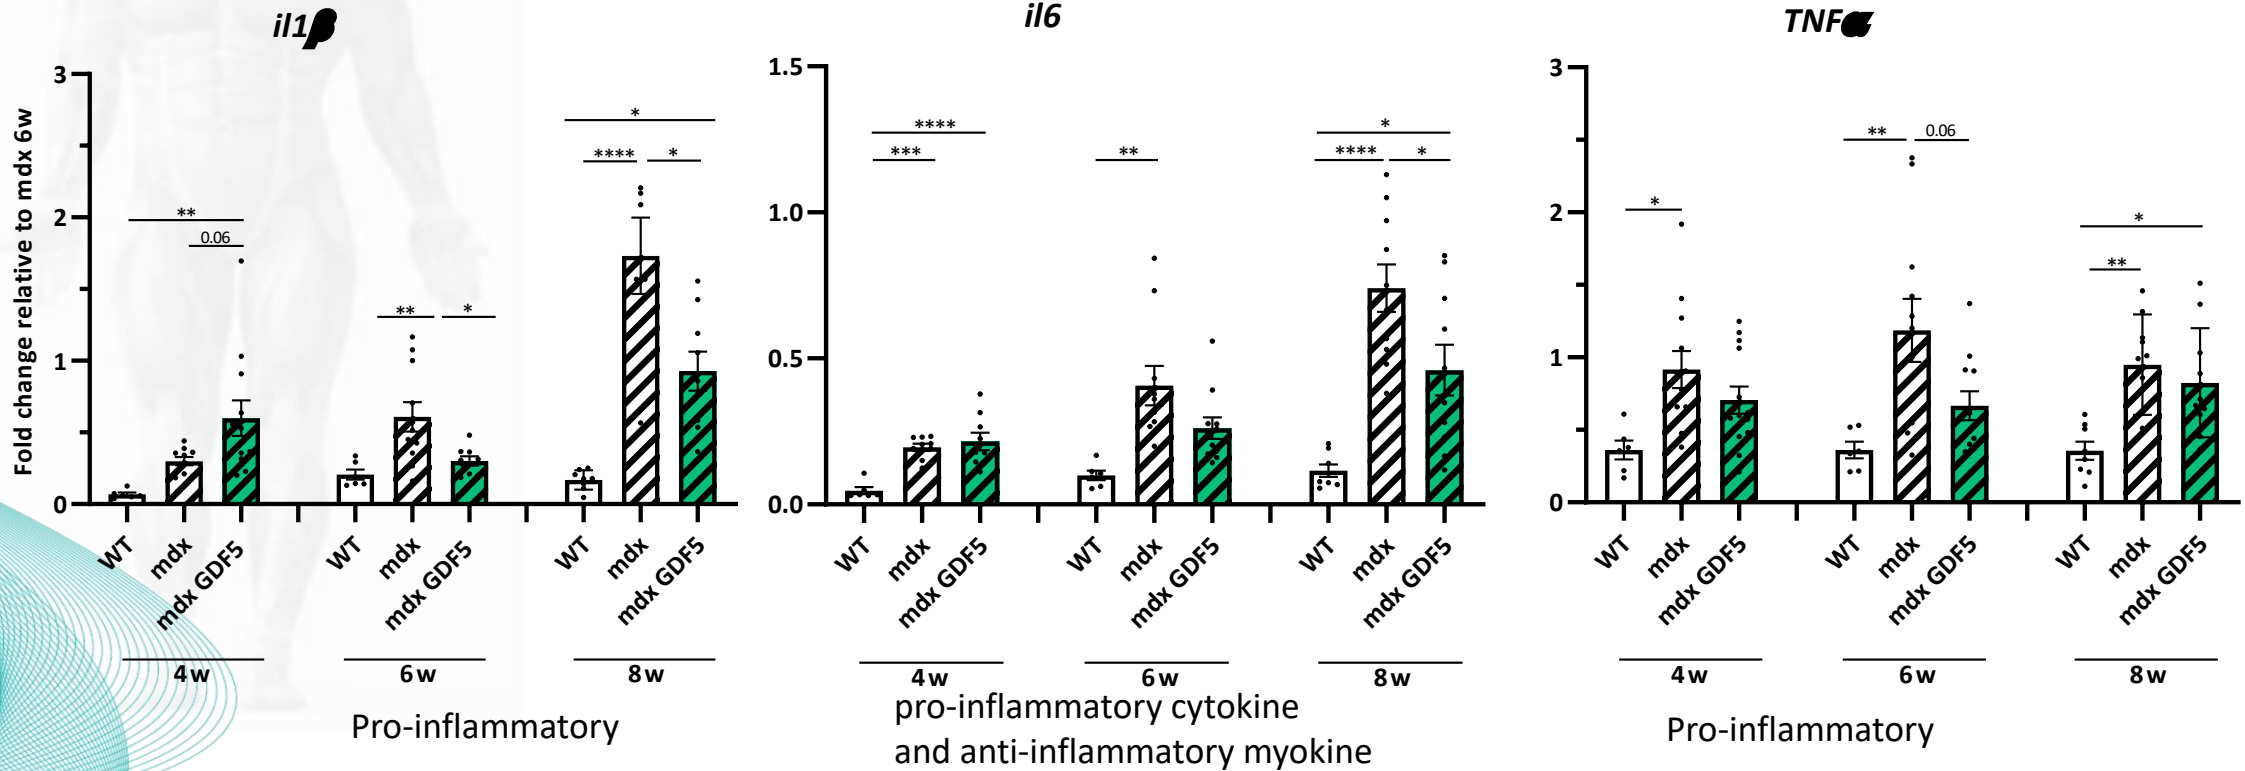 il1β
il6
TNFα
Fold change relative to mdx 6w
3
2
1
0
**
0.06
**
*
*
****
*
WT
mdx
mdx GDF5
WT
mdx
mdx GDF5
WT
mdx
mdx GDF5
4w
6w
8w
Pro-inflammatory
1.5
1.0
0.5
0.0
****
***
**
*
****
*
WT
mdx
mdx GDF5
WT
mdx
mdx GDF5
WT
mdx
mdx GDF5
4w
6w
8w
pro-inflammatory cytokine
and anti-inflammatory myokine
3
2
1
0
*
**
0.06
*
**
WT
mdx
mdx GDF5
WT
mdx
mdx GDF5
WT
mdx
mdx GDF5
4w
6w
8w
Pro-inflammatory